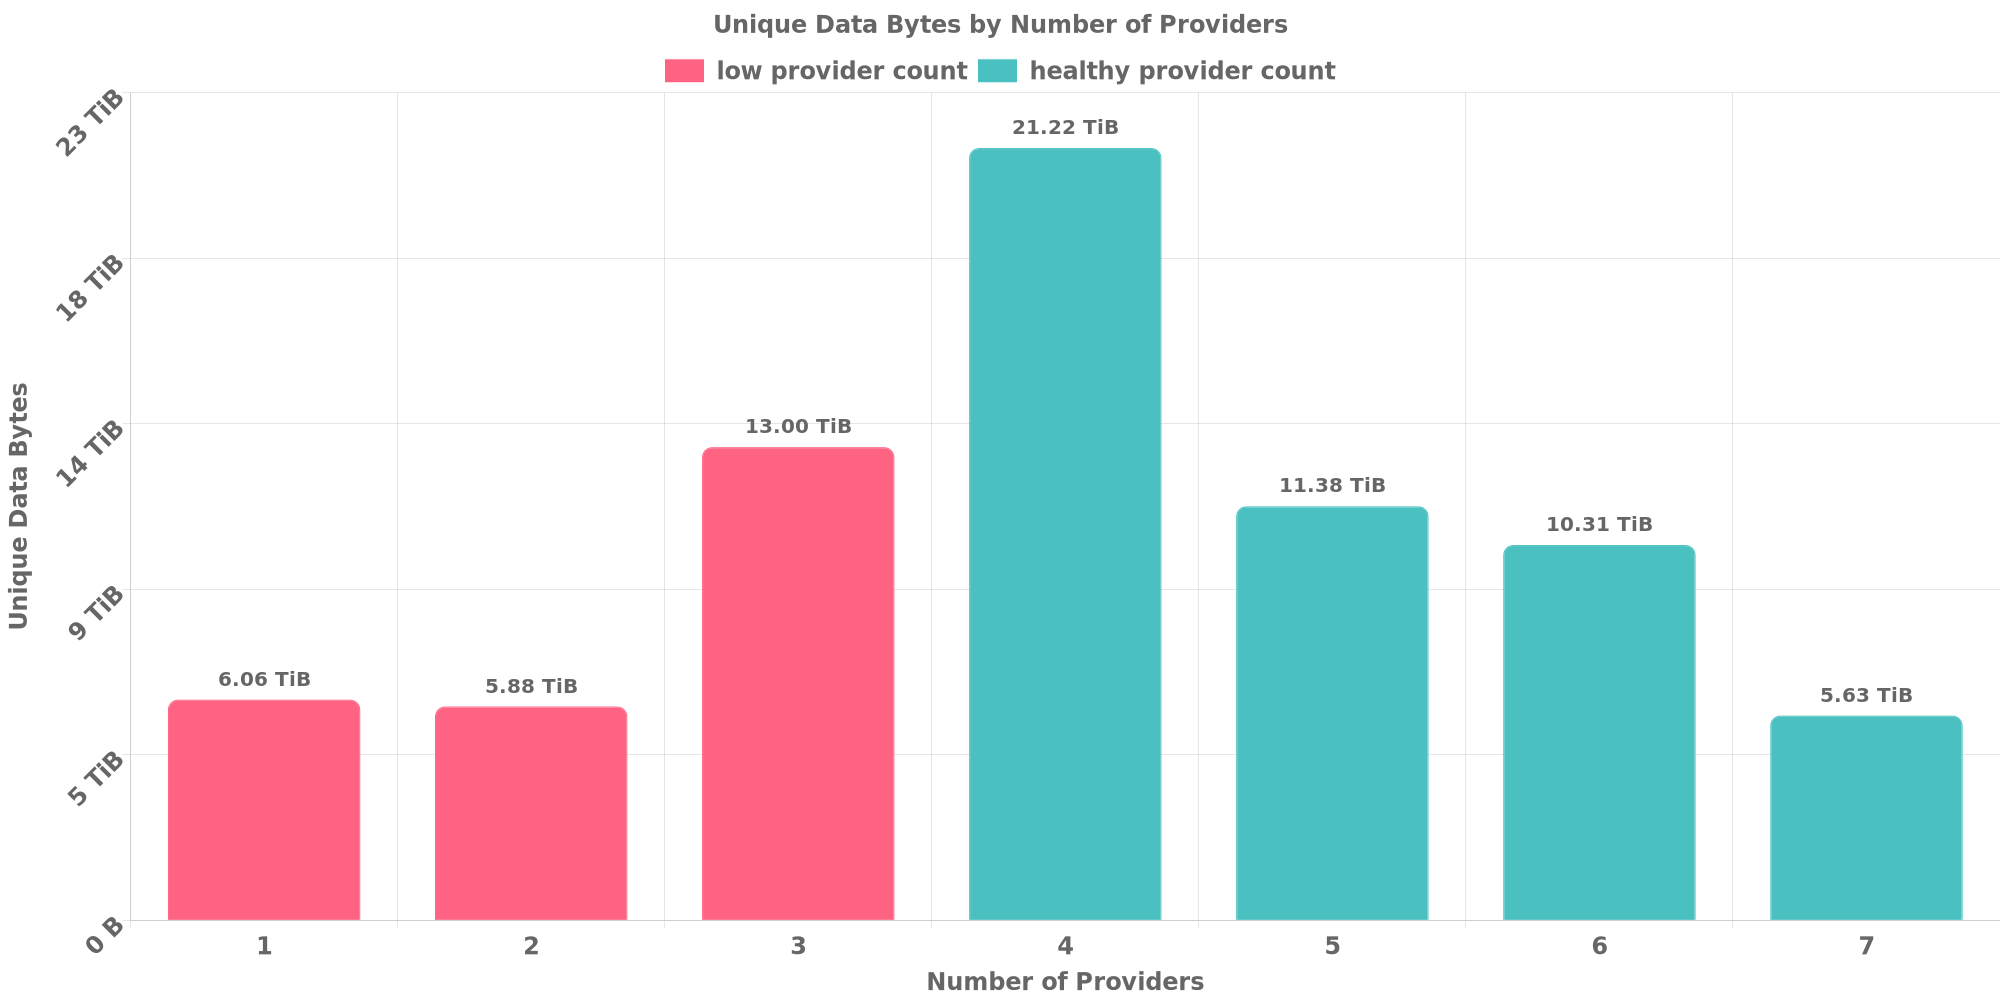 Unique Data Bytes by Number of Providers
low provider count healthy provider count
23 TiB
18 TiB
14 TiB
9 TiB
5 TiB
0 B
Unique Data Bytes
6.06 TiB
5.88 TiB
13.00 TiB
21.22 TiB
11.38 TiB
10.31 TiB
5.63 TiB
1 2 3 4 5 6 7
Number of Providers